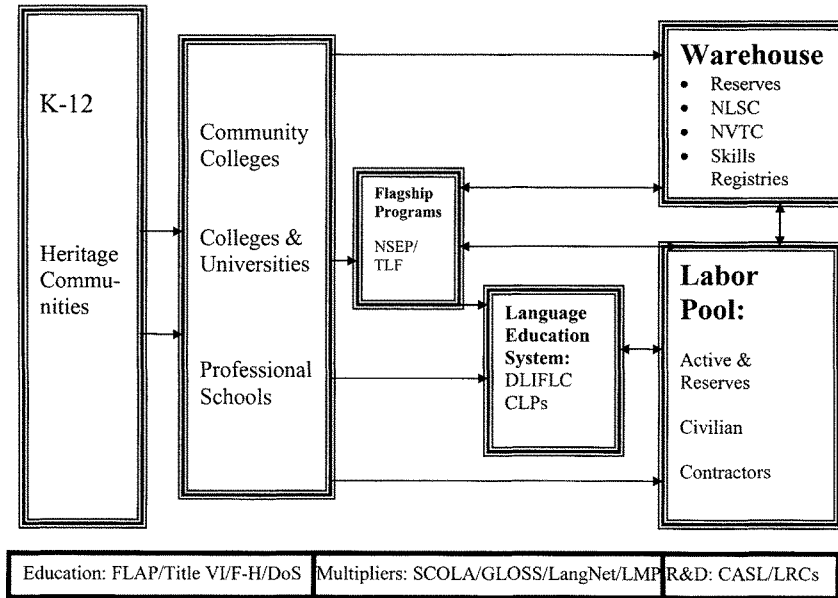 K-12
Heritage
Commu-
nities
Community
Colleges
Colleges &
Universities
Professional
Schools
Flagship
Programs
NSEP/
TLF
Language
Education
System:
DLIFLC
CLPs
Warehouse
• Reserves
• NLSC
• NVTC
• Skills
Registries
Labor
Pool:
Active &
Reserves
Civilian
Contractors
Education: FLAP/Title VI/F-H/DoS
Multipliers: SCOLA/GLOSS/LangNet/LMP
R&D: CASL/LRCs